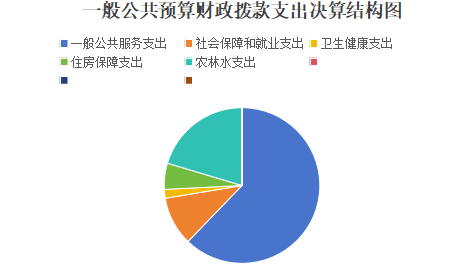 一般公共预算财政拨款支出决算结构图
一般公共服务支出 社会保障和就业支出 卫生健康支出
住房保障支出 农林水支出